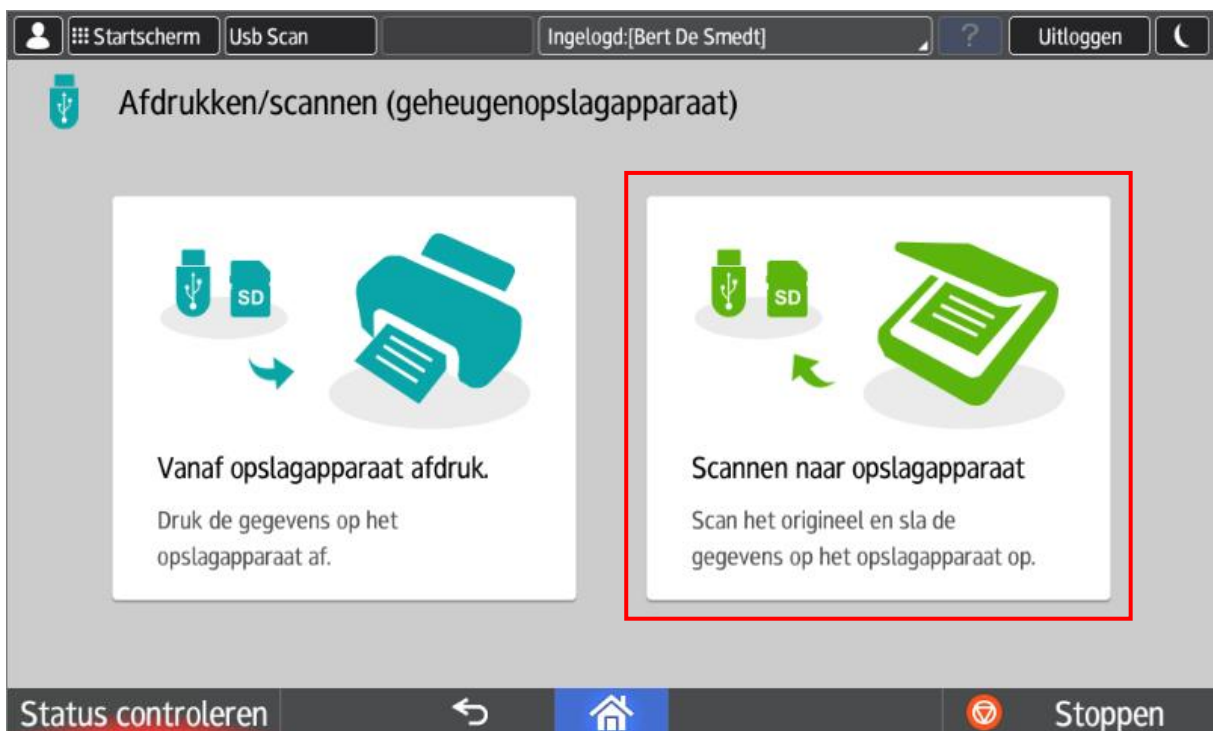 Startscherm Usb Scan Ingelogd:[Bert De Smedt] ? Uitloggen
Afdrukken/scannen (geheugenopslagapparaat)
SD
Vanaf opslagapparaat afdruk.
Druk de gegevens op het
opslagapparaat af.
SD
Scannen naar opslagapparaat
Scan het origineel en sla de
gegevens op het opslagapparaat op.
Status controleren Stoppen